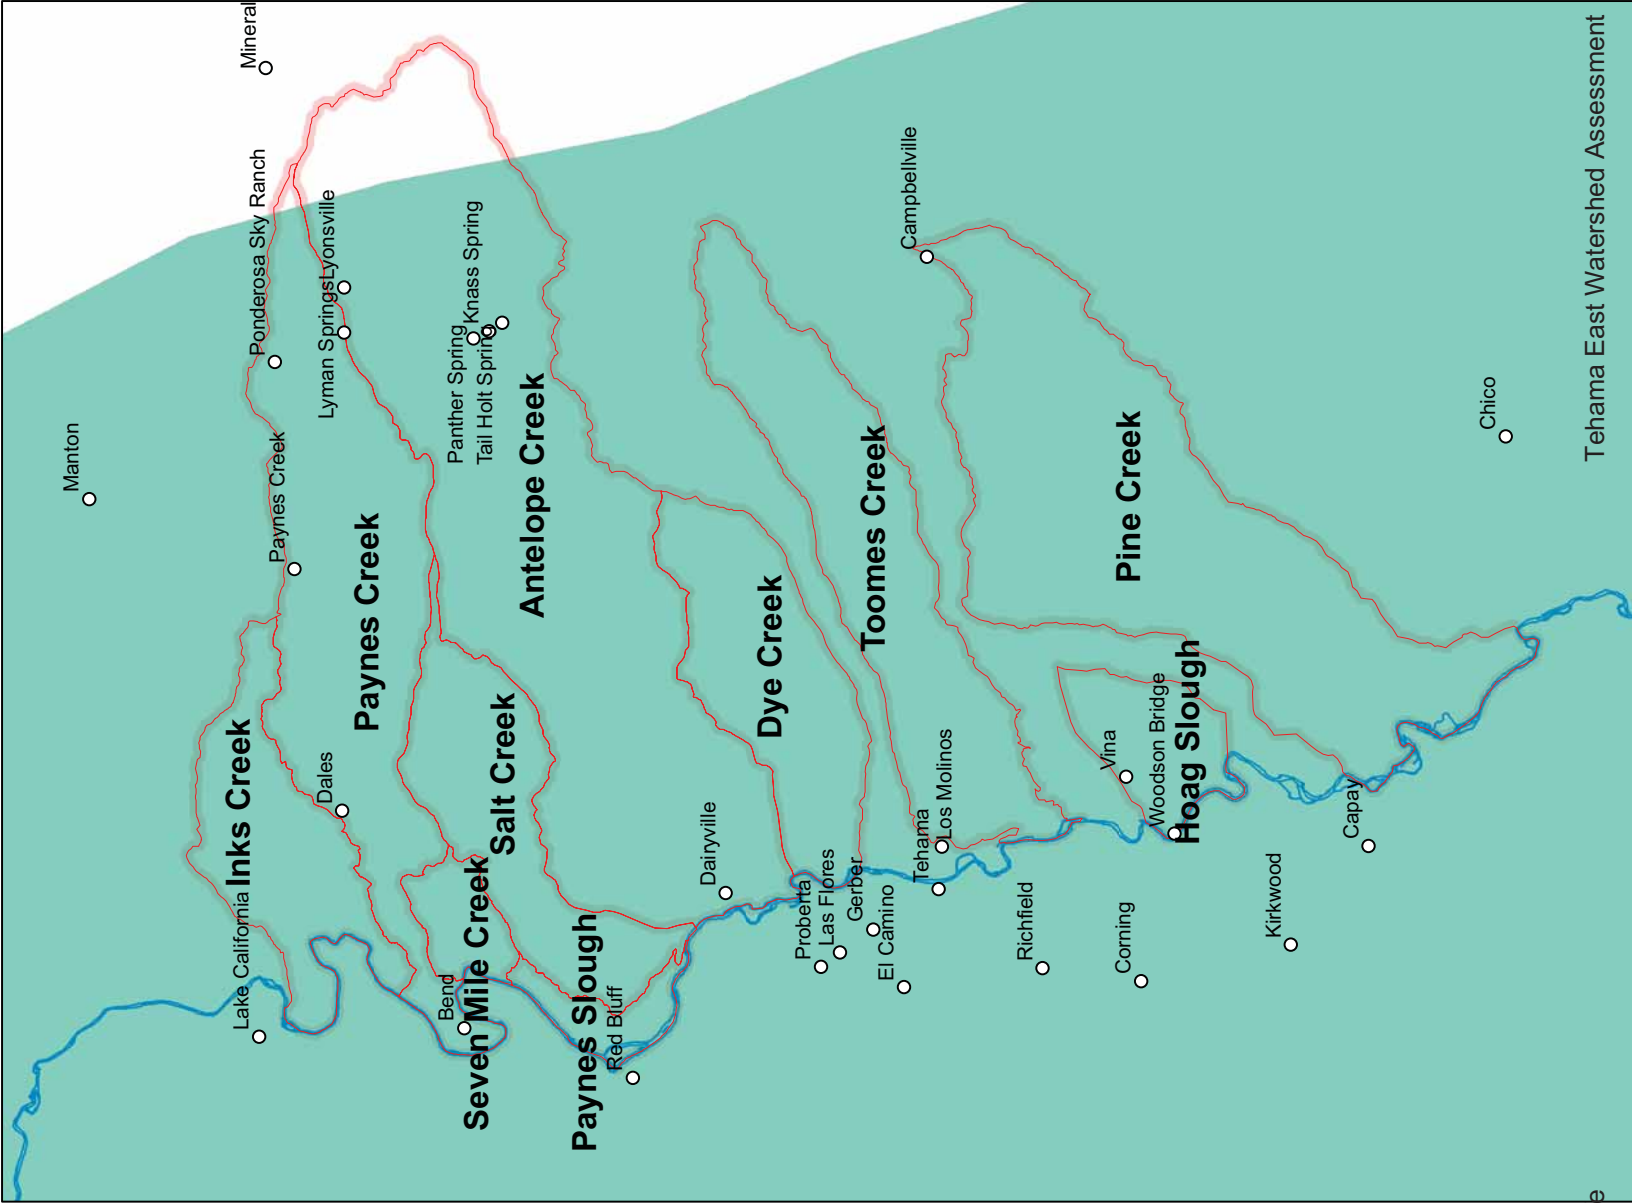 Mineral
Ponderosa Sky Ranch
Manton
Paynes Creek
Lyonsville
Lyman Springs
Knass Spring
Panther Spring
Tail Holt Spring
Campbellville
Chico
Antelope Creek
Paynes Creek
Toomes Creek
Pine Creek
Dye Creek
Inks Creek
Salt Creek
Dales
Dairyville
Los Molinos
Vina
Woodson Bridge
Hoag Slough
Capay
Lake California
Seven Mile Creek
Bend
Paynes Slough
Red Bluff
Proberta
Las Flores
Gerber
El Camino
Tehama
Richfield
Corning
Kirkwood
Tehama East Watershed Assessment
e